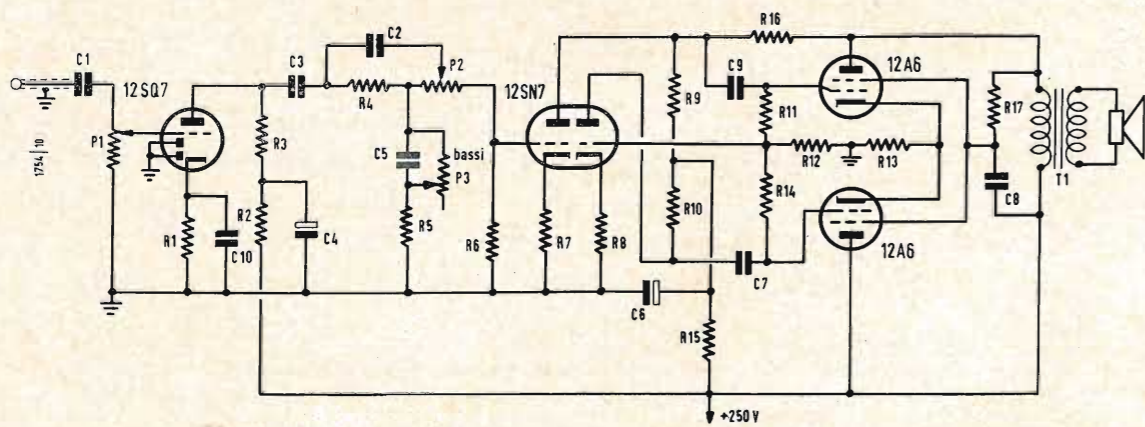 C1
12SQ7
P1
1754|10
R1
C10
R2
R3
C4
C3
C2
R4
P2
C5
bassi
P3
R5
R6
12SN7
R7
R8
C6
R9
R10
R15
+250 V
C9
R16
R11
R12
R13
R14
C7
12A6
12A6
R17
C8
T1